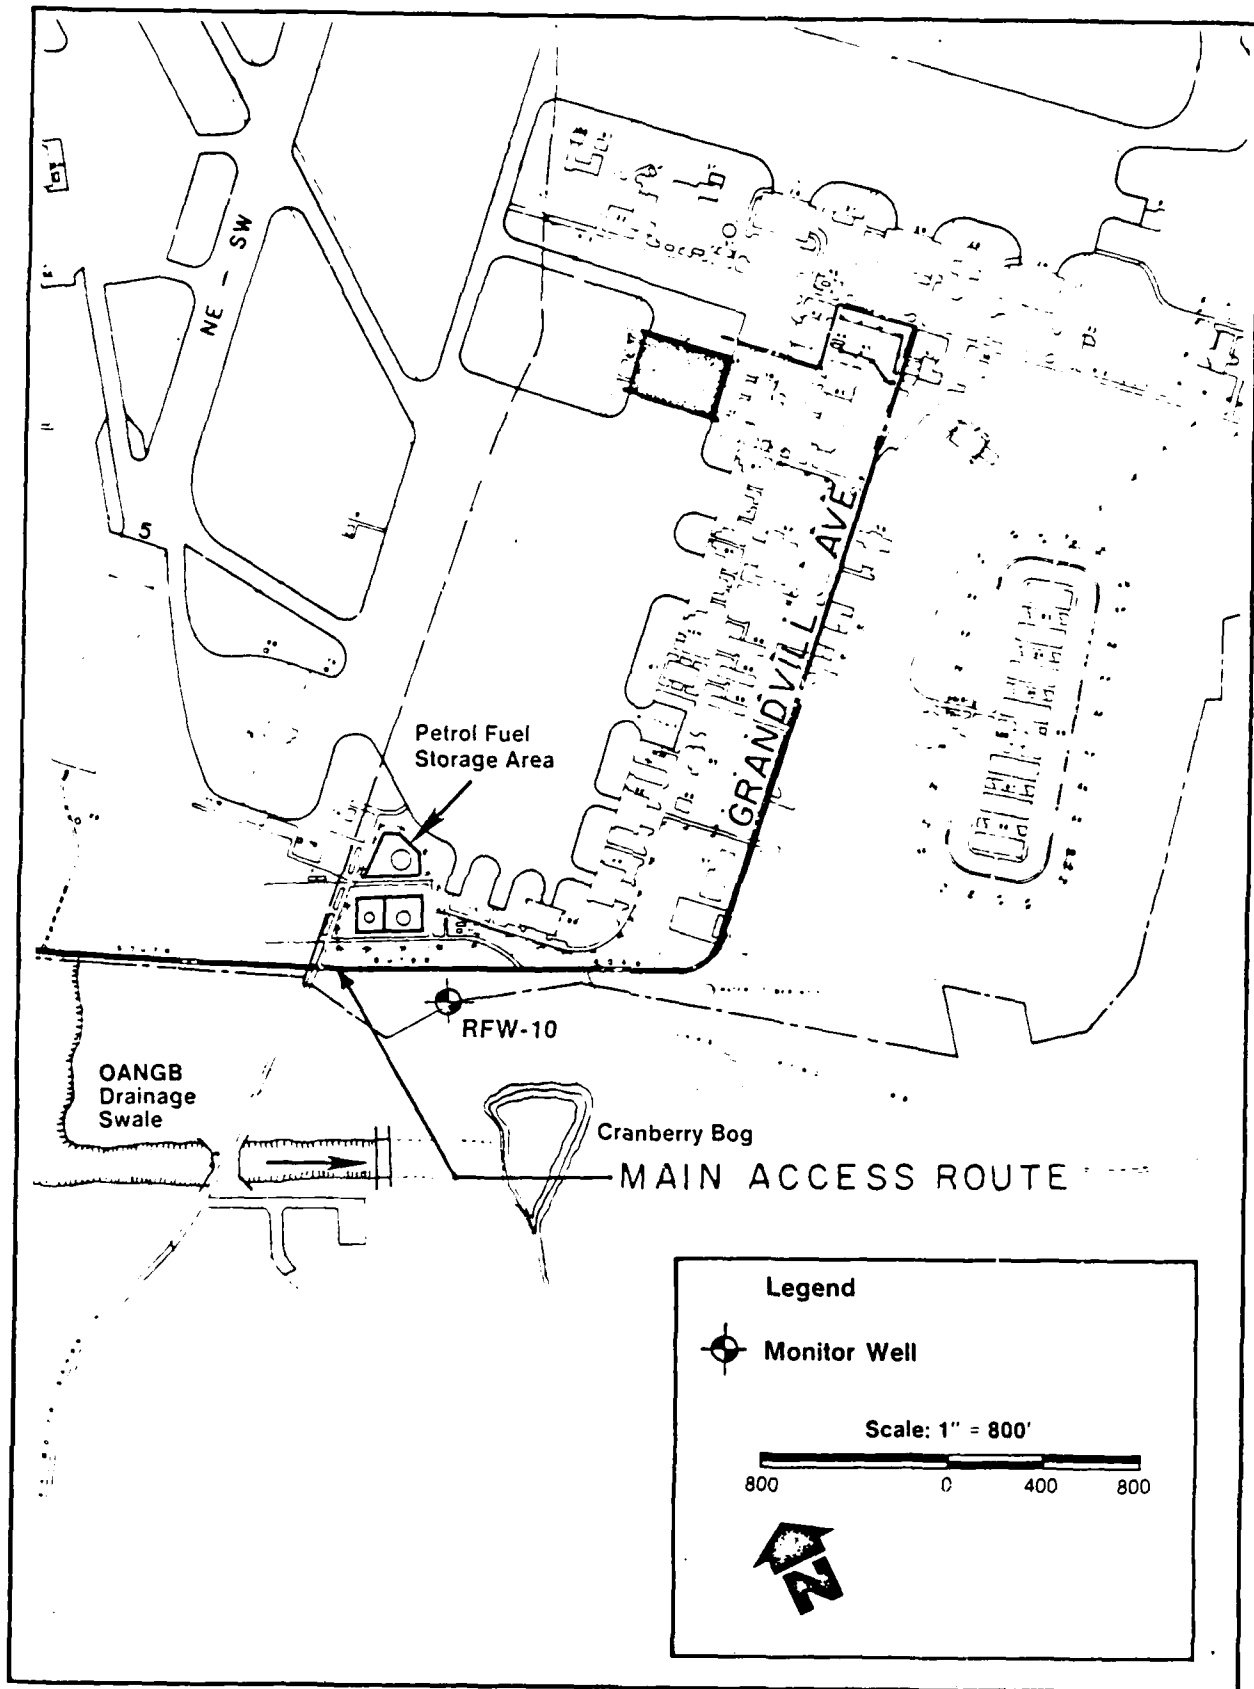 NE – SW
5
GRANDVILL AVE
Petrol Fuel
Storage Area
RFW-10
OANGB
Drainage
Swale
Cranberry Bog
MAIN ACCESS ROUTE
Legend
Monitor Well
Scale: 1" = 800'
800 0 400 800
N